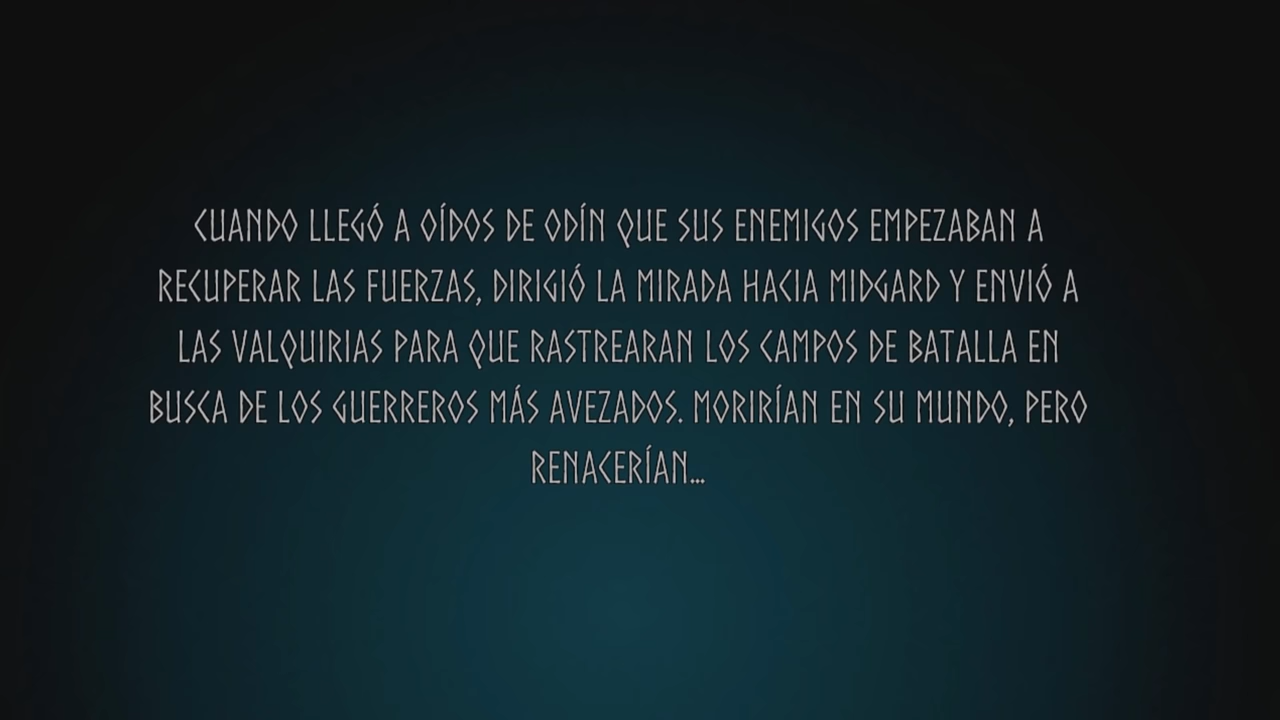 CUANDO LLEGÓ A OÍDOS DE ODÍN QUE SUS ENEMIGOS EMPEZABAN A
RECUPERAR LAS FUERZAS, DIRIGIÓ LA MIRADA HACIA MIDGARD Y ENVIÓ A
LAS VALQUIRIAS PARA QUE RASTREARAN LOS CAMPOS DE BATALLA EN
BUSCA DE LOS GUERREROS MÁS AVEZADOS. MORIRÍAN EN SU MUNDO, PERO
RENACERÍAN...